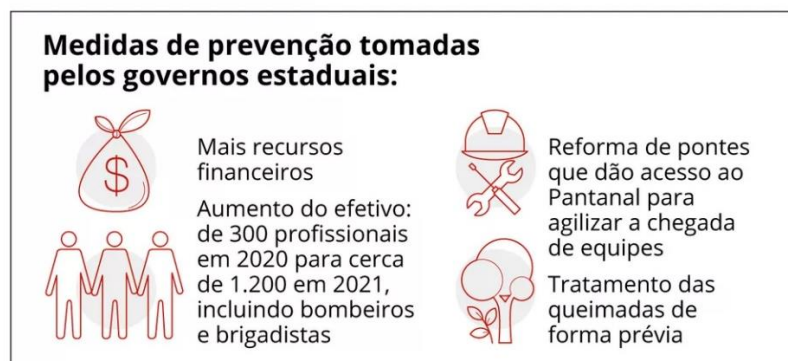 Medidas de prevenção tomadas
pelos governos estaduais:
$
Mais recursos
financeiros
Aumento do efetivo:
de 300 profissionais
em 2020 para cerca
de 1.200 em 2021,
incluindo bombeiros
e brigadistas
Reforma de pontes
que dão acesso ao
Pantanal para
agilizar a chegada
de equipes
Tratamento das
queimadas de
forma prévia